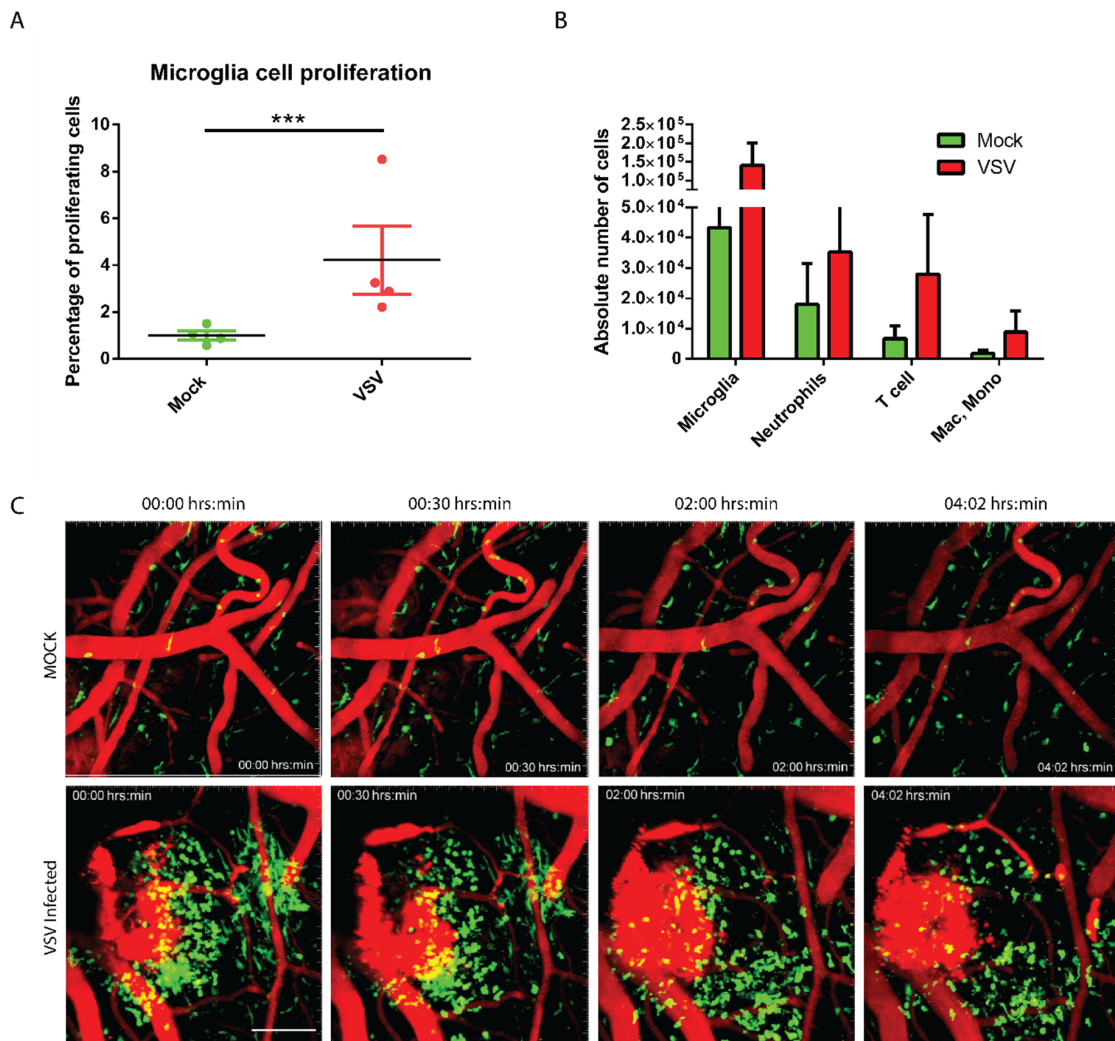 A
B
Microglia cell proliferation
Percentage of proliferating cells
10
8
6
4
2
0
***
Mock
VSV
Absolute number of cells
2.5×10⁵
2.0×10⁵
1.5×10⁵
1.0×10⁵
5.0×10⁴
4.0×10⁴
3.0×10⁴
2.0×10⁴
1.0×10⁴
0
Mock
VSV
Microglia
Neutrophils
T cell
Mac, Mono
C
00:00 hrs:min
00:30 hrs:min
02:00 hrs:min
04:02 hrs:min
MOCK
00:00 hrs:min
00:30 hrs:min
02:00 hrs:min
04:02 hrs:min
VSV Infected
00:00 hrs:min
00:30 hrs:min
02:00 hrs:min
04:02 hrs:min